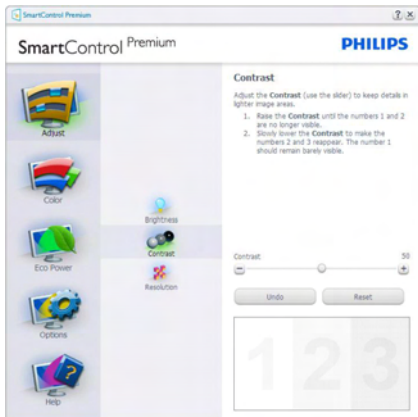 SmartControl Premium
SmartControl Premium
PHILIPS
Adjust
Color
Eco Power
Options
Help
Brightness
Contrast
Resolution
Contrast
Adjust the Contrast (use the slider) to keep details in
lighter image areas.
1. Raise the Contrast until the numbers 1 and 2
are no longer visible.
2. Slowly lower the Contrast to make the
numbers 2 and 3 reappear. The number 1
should remain barely visible.
Contrast
50
Undo
Reset
1 2 3